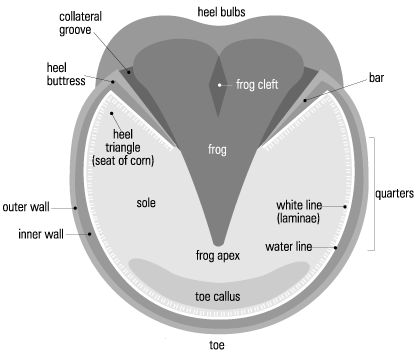 heel bulbs
collateral
groove
heel
buttress
frog cleft
bar
heel
triangle
(seat of corn)
frog
quarters
sole
white line
(laminae)
outer wall
inner wall
water line
frog apex
toe callus
toe